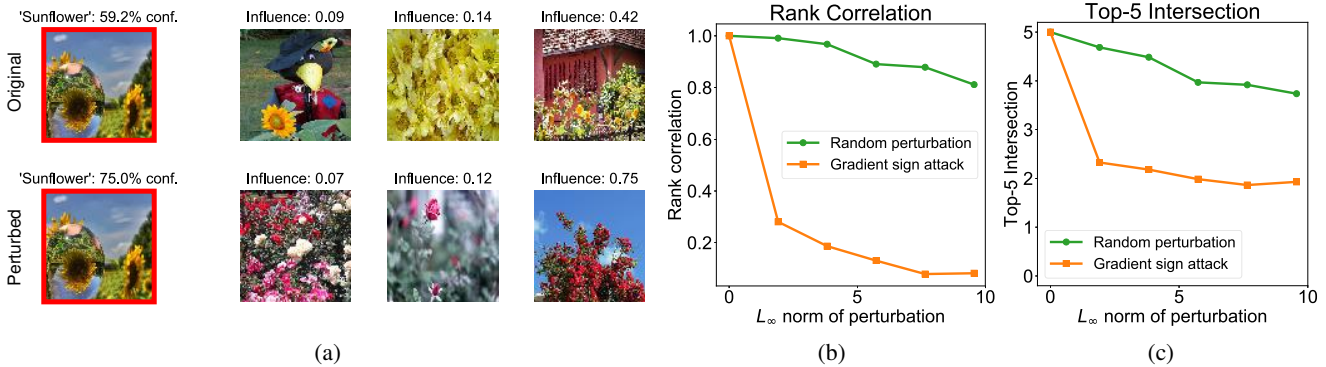 'Sunflower' 59.2% conf.
Influence: 0.09
Influence: 0.14
Influence: 0.42
Original
'Sunflower': 75.0% conf.
Influence: 0.07
Influence: 0.12
Influence: 0.75
Perturbed
(a)
Rank Correlation
Rank correlation
1.0
0.8
0.6
0.4
0.2
Random perturbation
Gradient sign attack
0
5
10
L∞ norm of perturbation
(b)
Top-5 Intersection
Top-5 Intersection
5
4
3
2
1
0
Random perturbation
Gradient sign attack
0
5
10
L∞ norm of perturbation
(c)